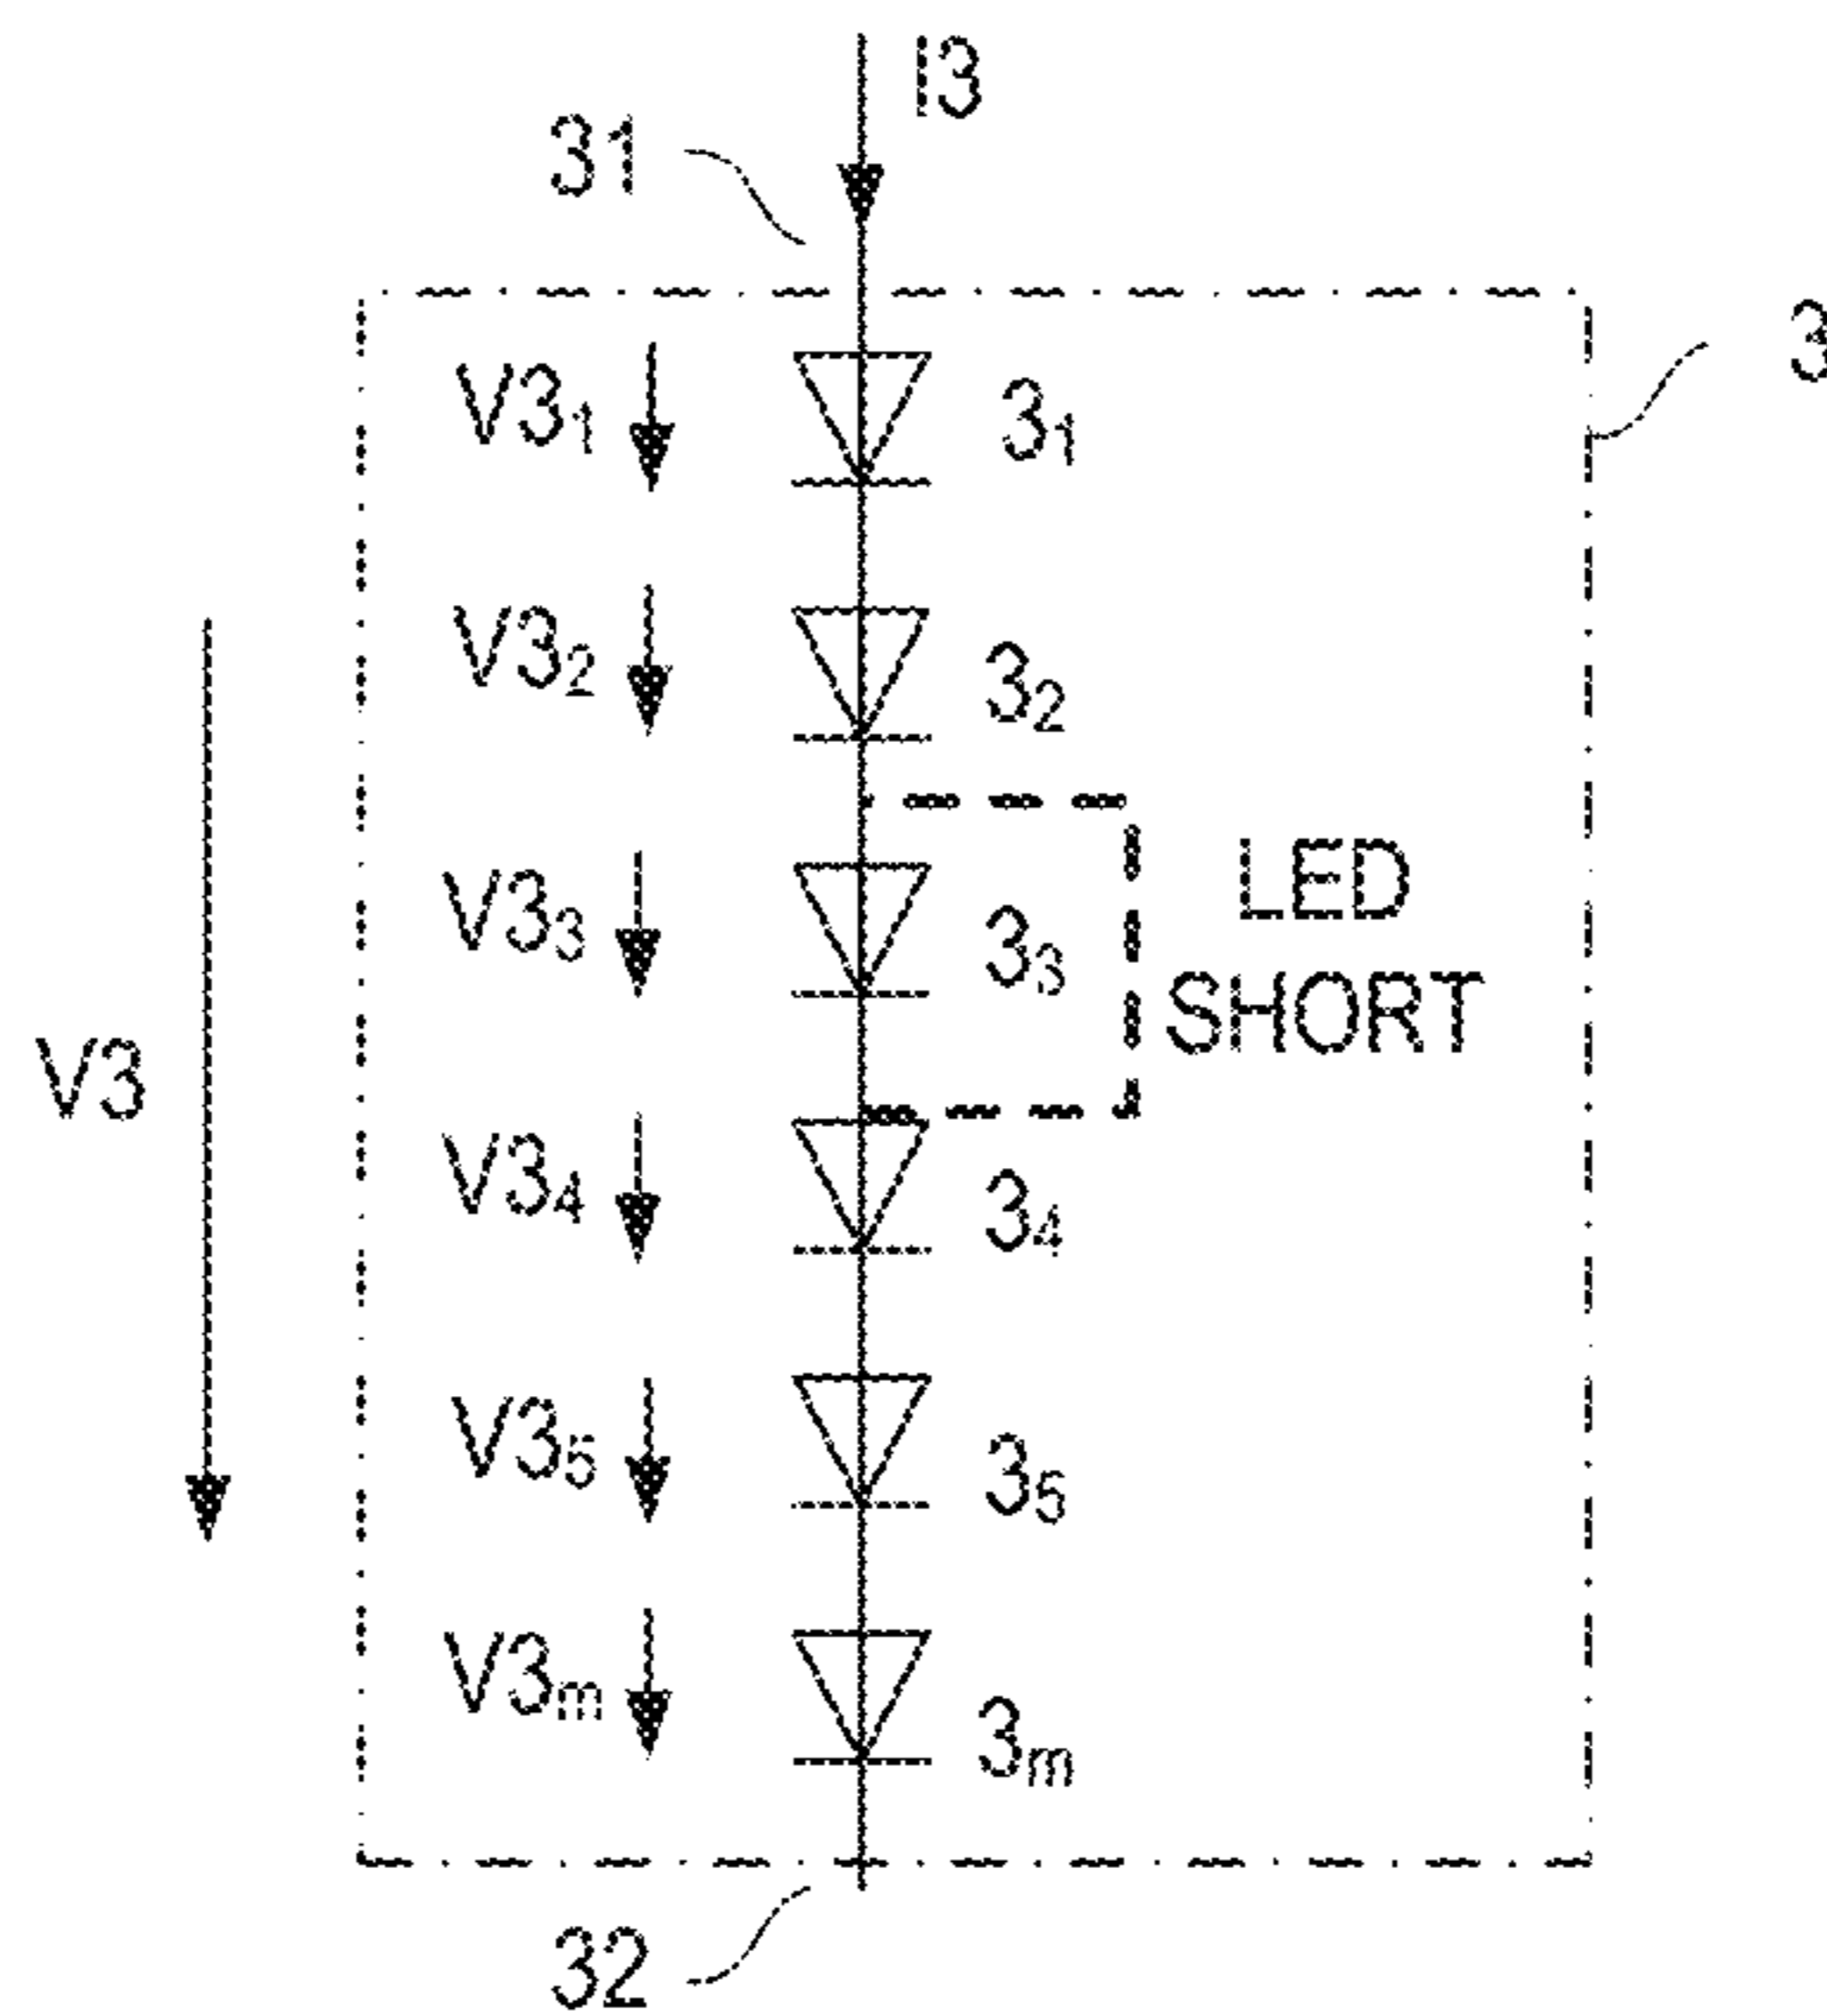 I3
31
3
V3₁
3₁
V3₂
3₂
V3₃
3₃
LED
SHORT
V3
V3₄
3₄
V3₅
3₅
V3ₘ
3ₘ
32